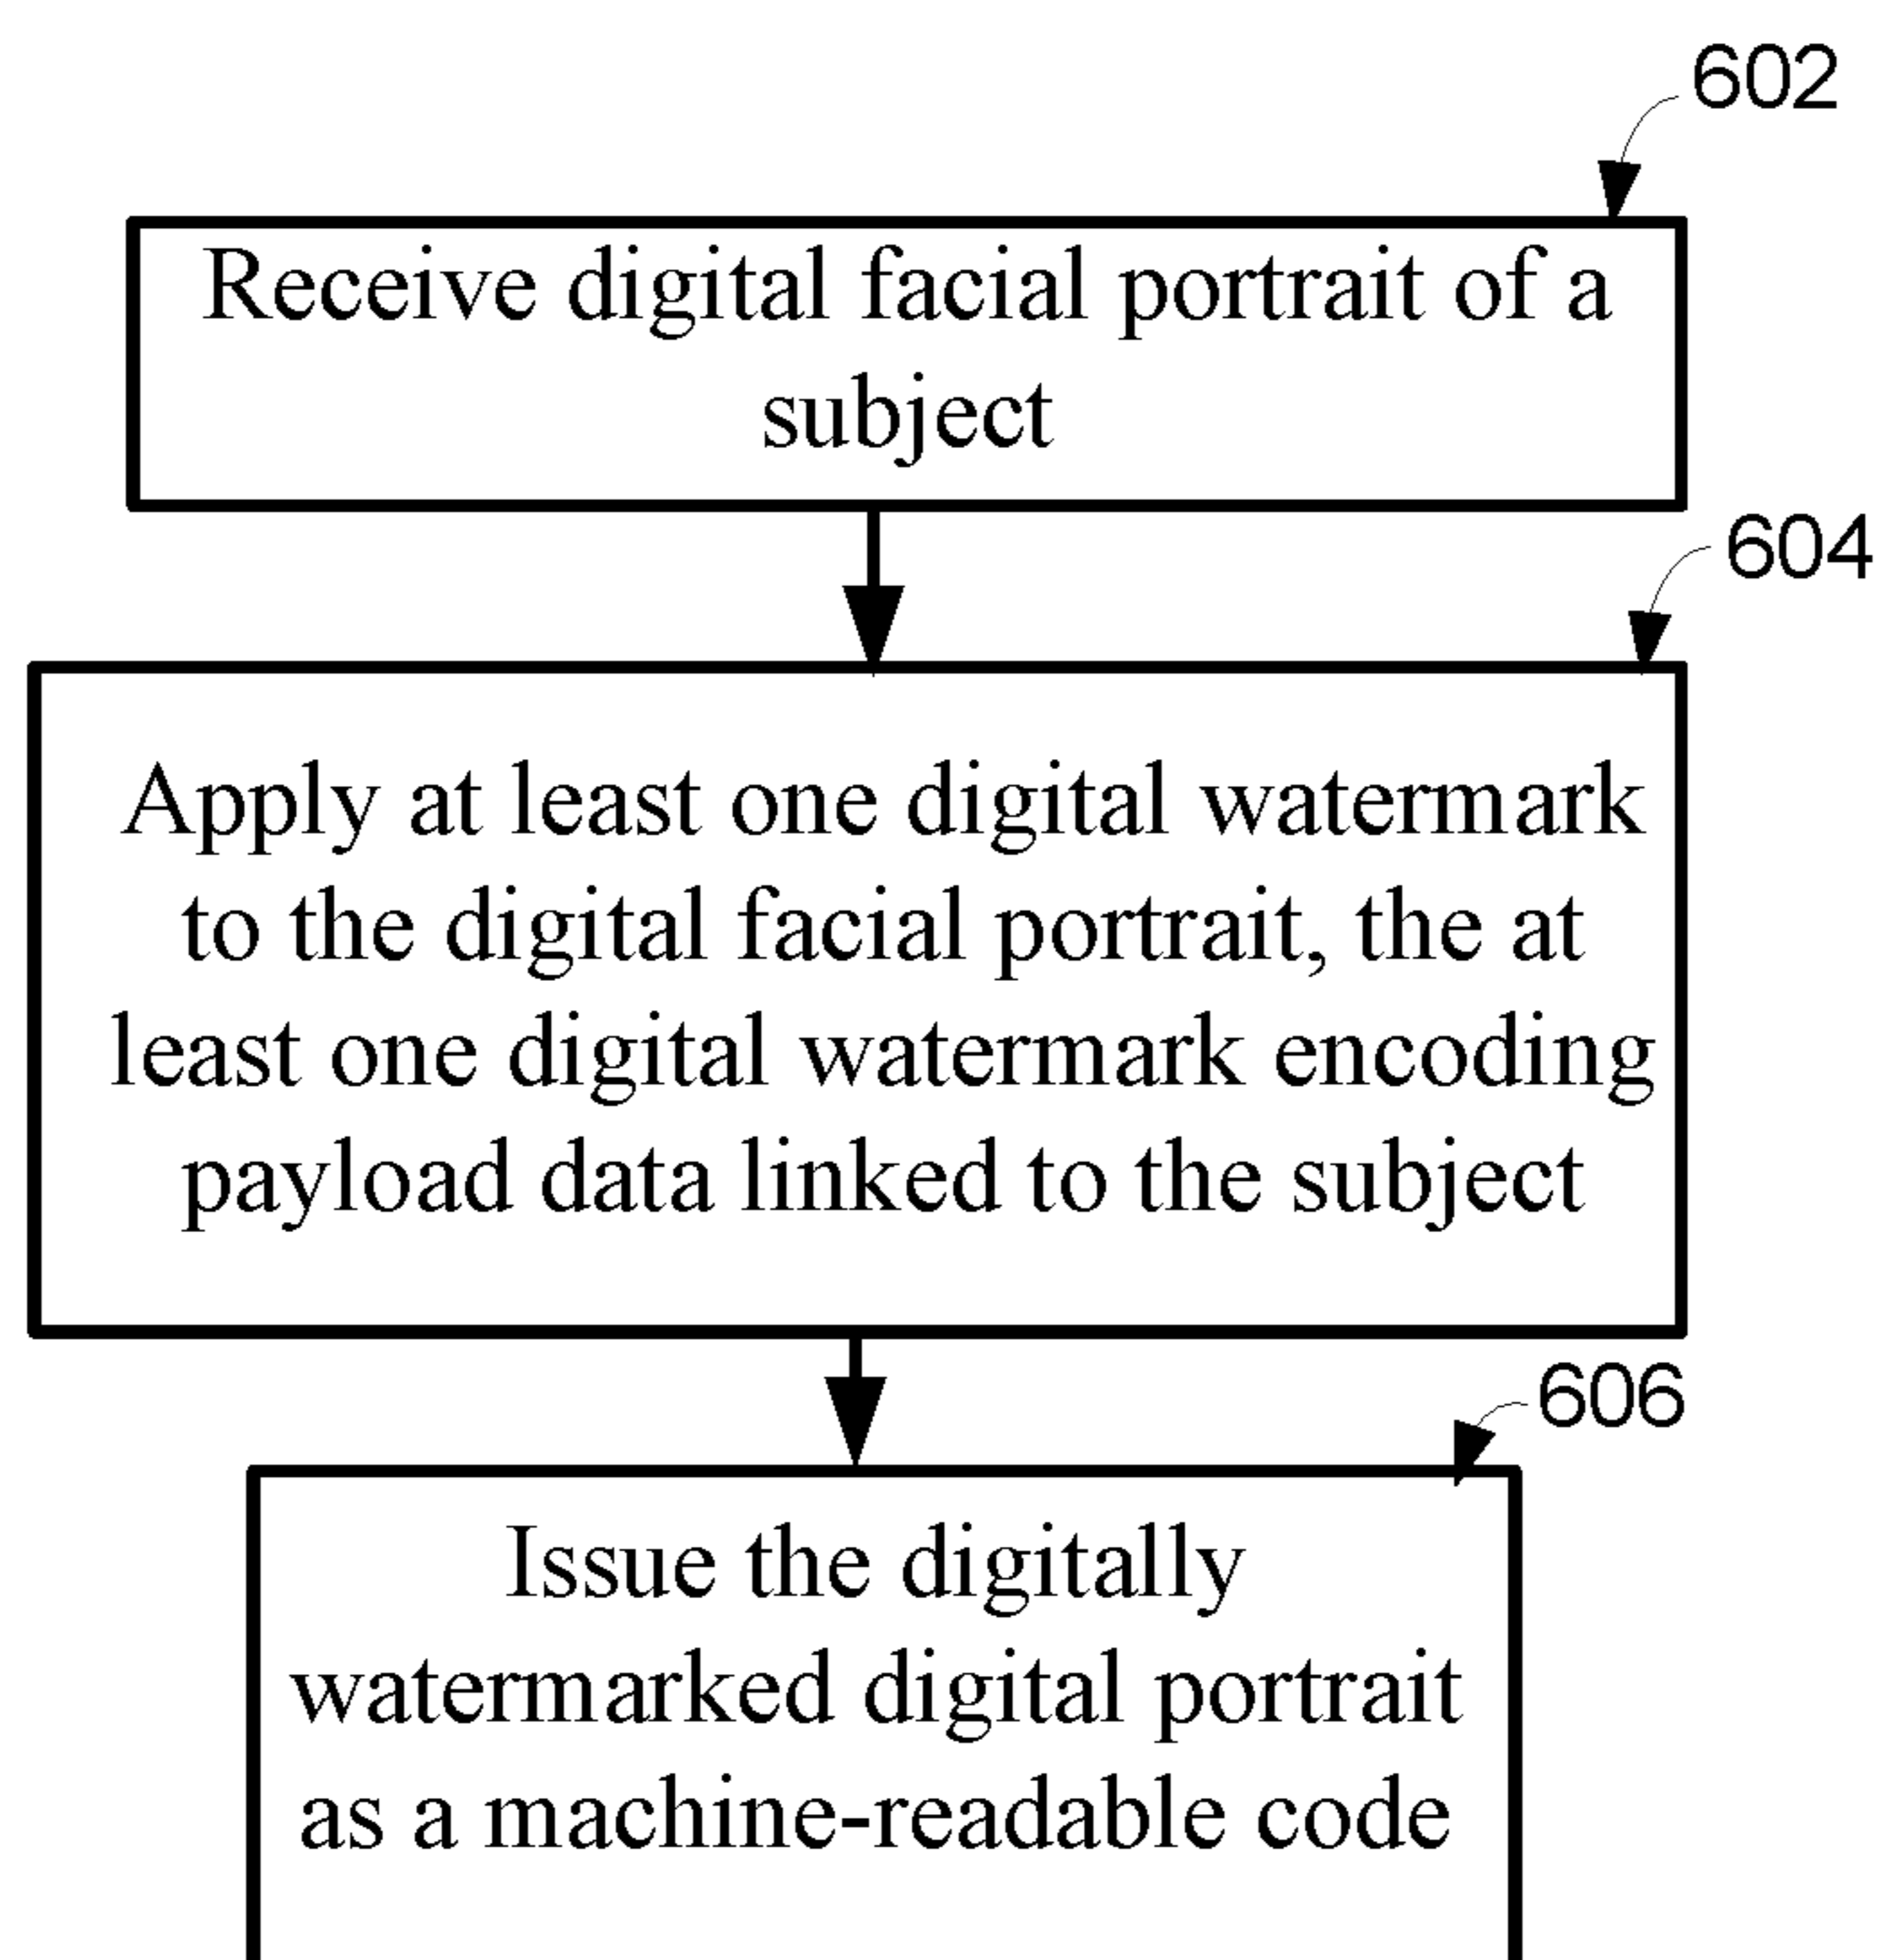 602
Receive digital facial portrait of a
subject
604
Apply at least one digital watermark
to the digital facial portrait, the at
least one digital watermark encoding
payload data linked to the subject
606
Issue the digitally
watermarked digital portrait
as a machine-readable code